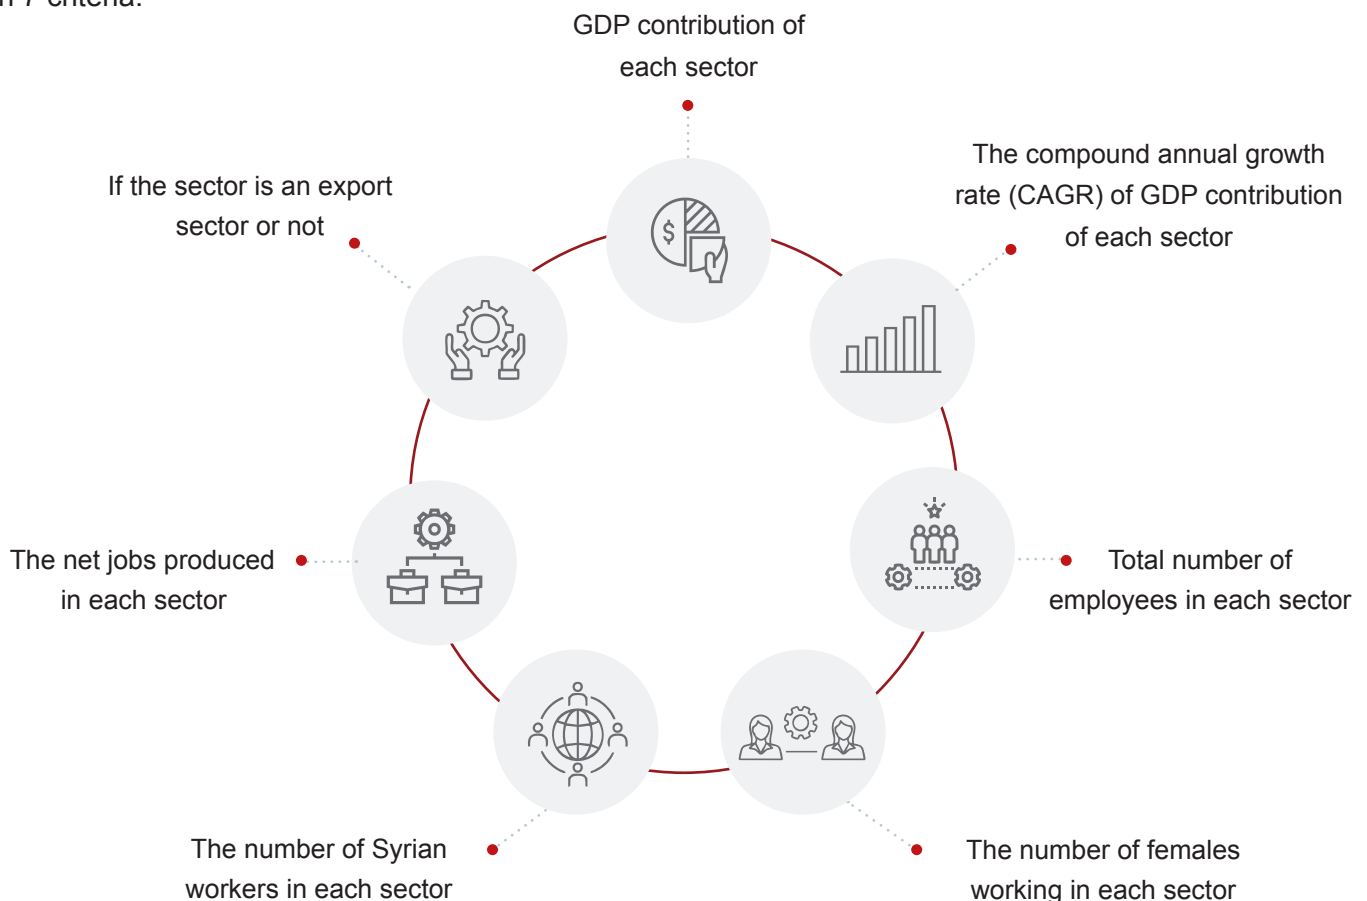 7 criteria:
GDP contribution of
each sector
The compound annual growth
rate (CAGR) of GDP contribution
of each sector
Total number of
employees in each sector
The number of females
working in each sector
The number of Syrian
workers in each sector
The net jobs produced
in each sector
If the sector is an export
sector or not
$